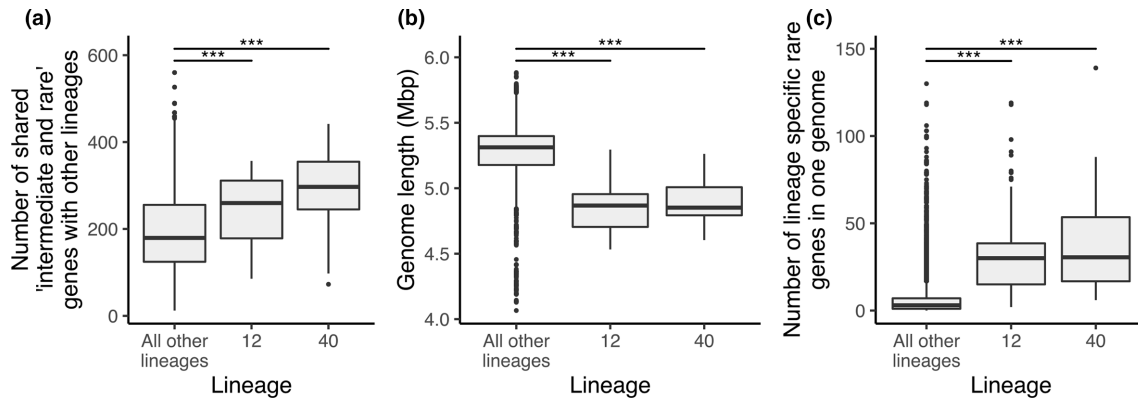 (a)
Number of shared
'intermediate and rare'
genes with other lineages
600
400
200
0
***
***
All other
lineages
12
40
Lineage
(b)
Genome length (Mbp)
6.0
5.5
5.0
4.5
4.0
***
***
All other
lineages
12
40
Lineage
(c)
Number of lineage specific rare
genes in one genome
150
100
50
0
***
***
All other
lineages
12
40
Lineage